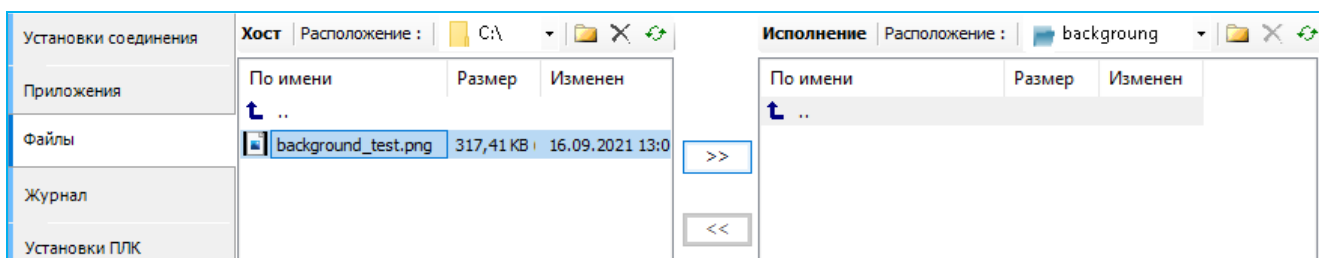 Установки соединения
Приложения
Файлы
Журнал
Установки ПЛК
Хост Расположение : C:\
По имени Размер Изменен
..
background_test.png 317,41 KB 16.09.2021 13:0
>>
<<
Исполнение Расположение : backgroung
По имени Размер Изменен
..